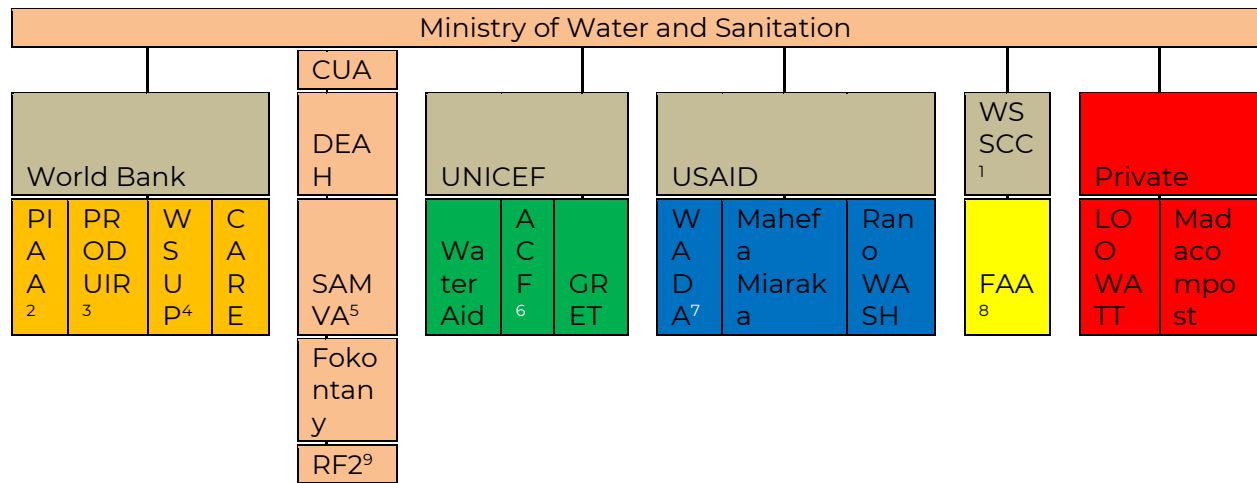 Ministry of Water and Sanitation
CUA
World Bank
DEA
H
UNICEF
USAID
WS
SCC
1
Private
PI
A
A
2
PR
OD
UIR
3
W
S
U
P⁴
C
A
R
E
SAM
VA⁵
Wa
ter
Aid
A
C
F
6
GR
ET
W
A
D
A⁷
Mahef
a
Miarak
a
Ran
o
WA
SH
FAA
8
LO
O
WA
TT
Mad
aco
mpo
st
Foko
ntan
y
RF2⁹